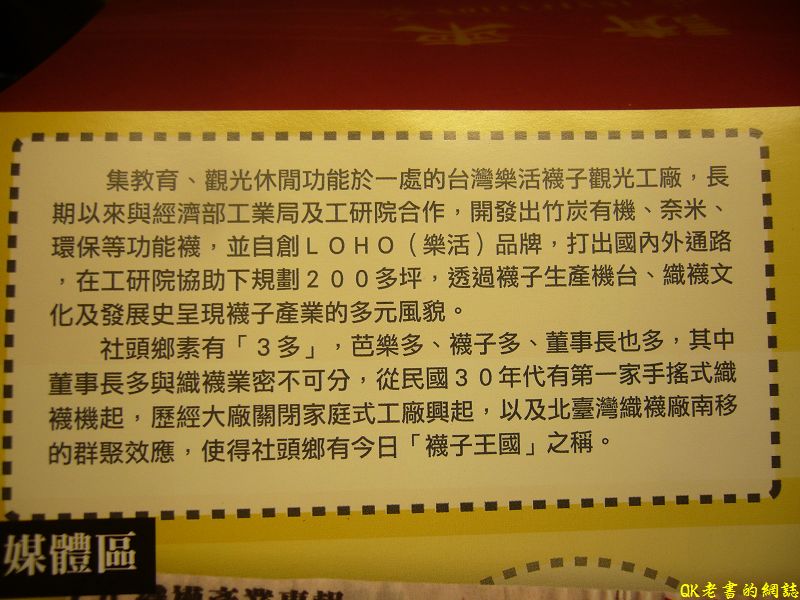 集教育、觀光休閒功能於一處的台灣樂活襪子觀光工廠，長
期以來與經濟部工業局及工研院合作，開發出竹炭有機、奈米、
環保等功能襪，並自創ＬＯＨＯ（樂活）品牌，打出國內外通路
，在工研院協助下規劃２００多坪，透過襪子生產機台、織襪文
化及發展史呈現襪子產業的多元風貌。
社頭鄉素有「３多」，芭樂多、襪子多、董事長也多，其中
董事長多與織襪業密不可分，從民國３０年代有第一家手搖式織
襪機起，歷經大廠關閉家庭式工廠興起，以及北臺灣織襪廠南移
的群聚效應，使得社頭鄉有今日「襪子王國」之稱。
媒體區
QK老書的網誌